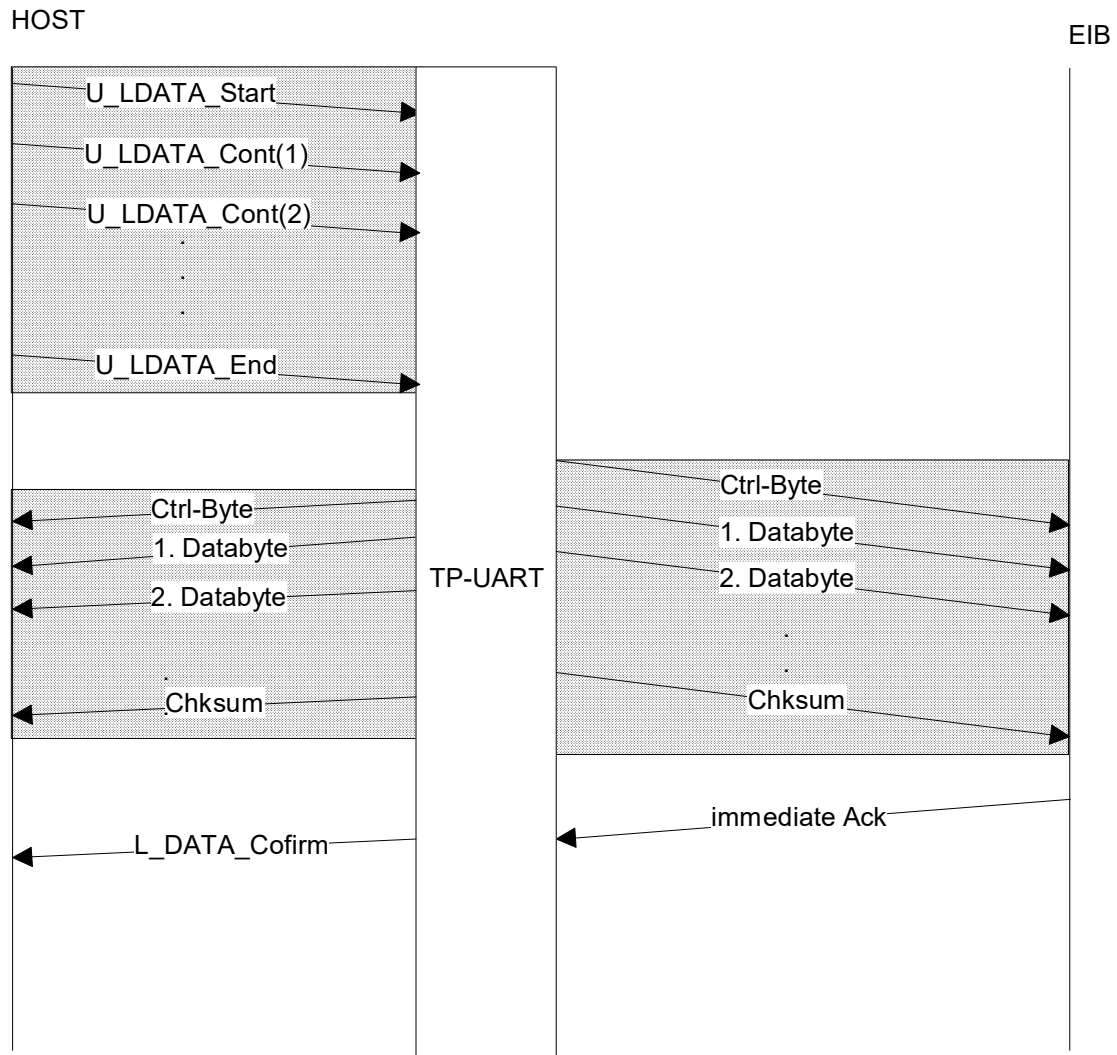 HOST
EIB
U_LDATA_Start
U_LDATA_Cont(1)
U_LDATA_Cont(2)
.
.
.
U_LDATA_End
Ctrl-Byte
1. Databyte
2. Databyte
.
.
Chksum
TP-UART
Ctrl-Byte
1. Databyte
2. Databyte
.
.
Chksum
immediate Ack
L_DATA_Cofirm